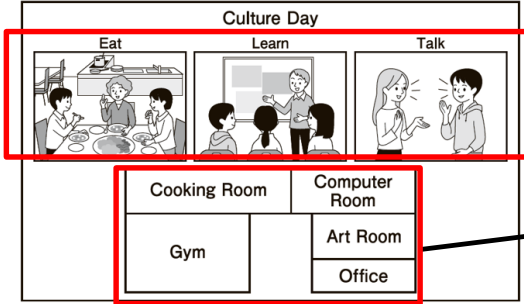 Culture Day
Eat Learn Talk
Cooking Room
Computer
Room
Gym
Art Room
Office